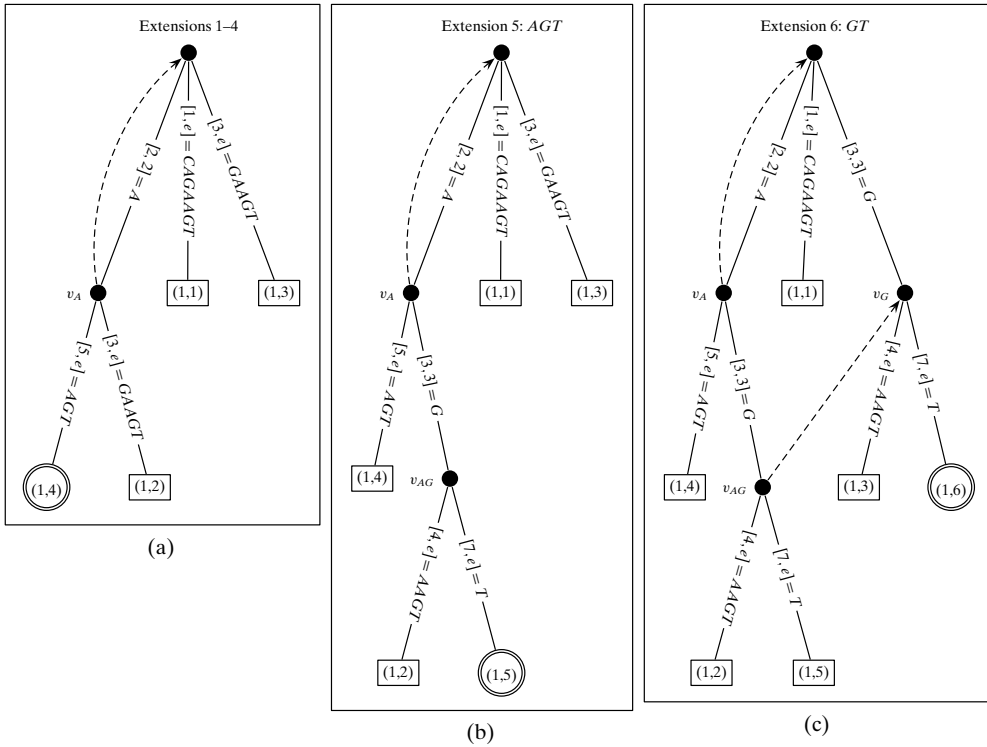 Extensions 1–4
[2,2] = A
[1,e] = CAGAAGT
[3,e] = GAAGT
v_A
(1,1)
(1,3)
[5,e] = AGT
[3,e] = GAAGT
(1,4)
(1,2)
(a)
Extension 5: AGT
[2,2] = A
[1,e] = CAGAAGT
[3,e] = GAAGT
v_A
(1,1)
(1,3)
[5,e] = AGT
[3,3] = G
(1,4)
v_AG
[4,e] = AAGT
[7,e] = T
(1,2)
(1,5)
(b)
Extension 6: GT
[2,2] = A
[1,e] = CAGAAGT
[3,3] = G
v_A
(1,1)
v_G
[5,e] = AGT
[3,3] = G
[4,e] = AAGT
[7,e] = T
(1,4)
v_AG
(1,3)
(1,6)
[4,e] = AAGT
[7,e] = T
(1,2)
(1,5)
(c)